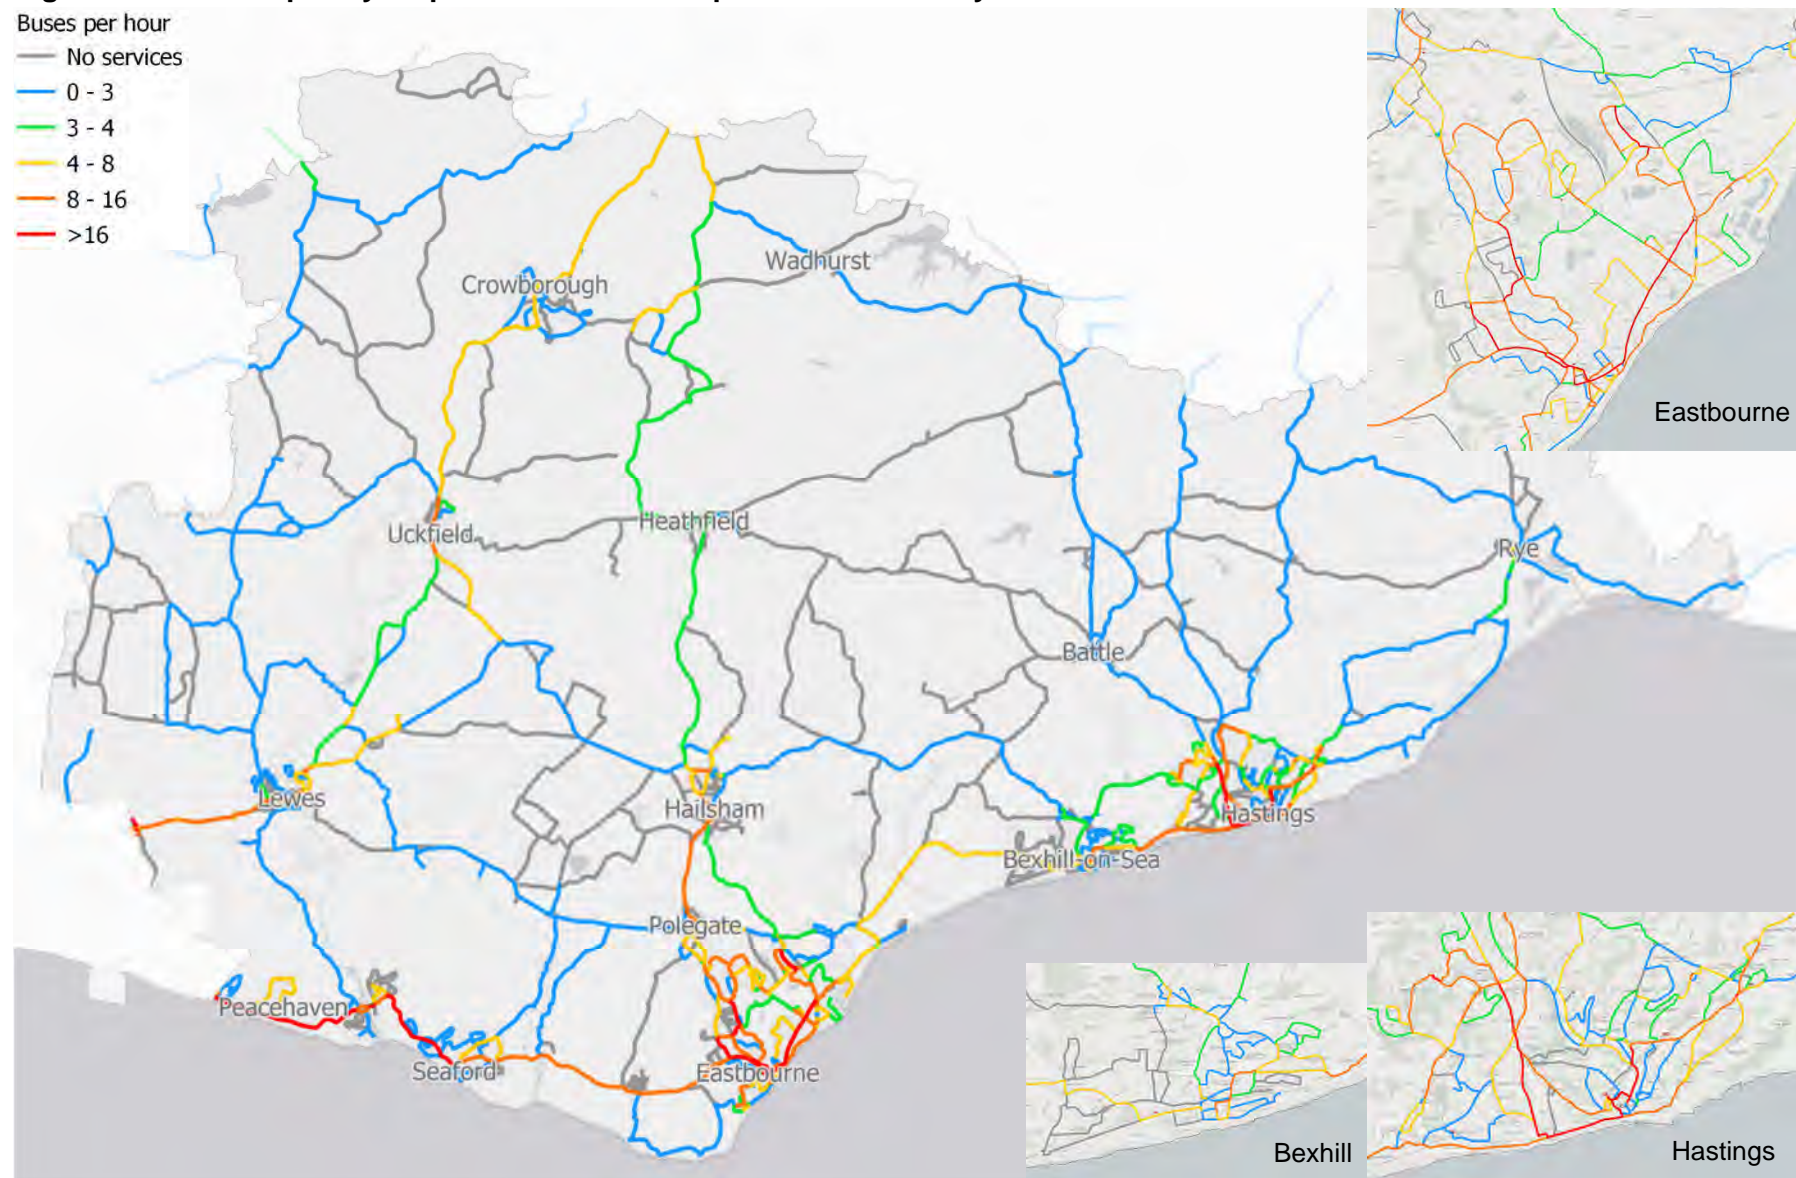 Buses per hour
No services
0 - 3
3 - 4
4 - 8
8 - 16
>16
Wadhurst
Crowborough
Eastbourne
Uckfield
Heathfield
Rye
Battle
Lewes
Hailsham
Hastings
Bexhill-on-Sea
Polegate
Peacehaven
Seaford
Eastbourne
Bexhill
Hastings